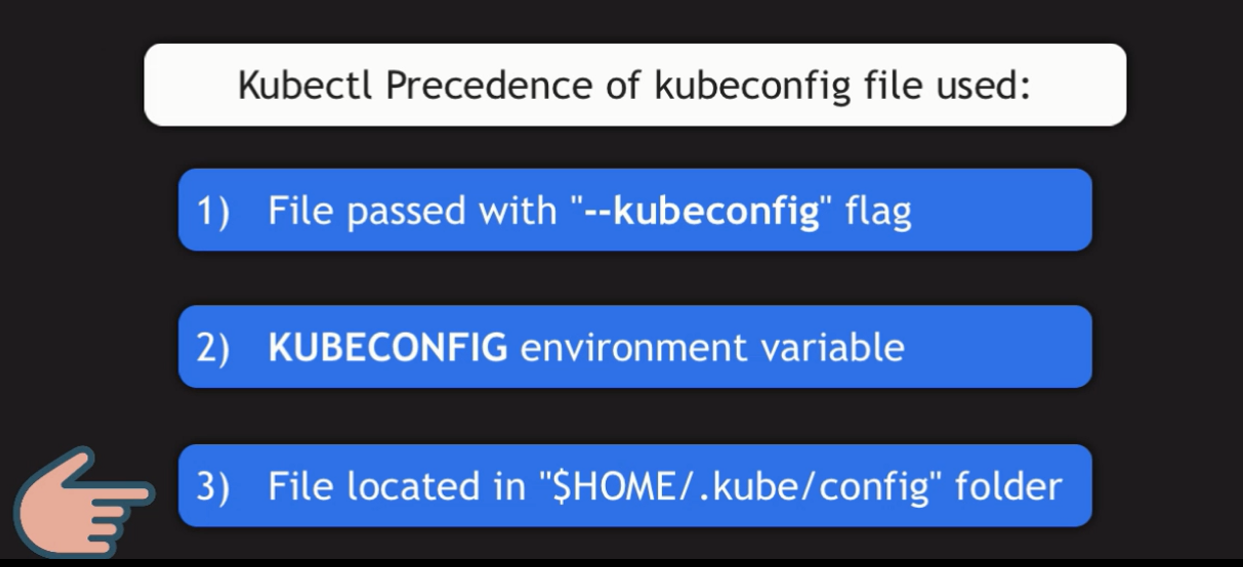 Kubectl Precedence of kubeconfig file used:
1) File passed with "--kubeconfig" flag
2) KUBECONFIG environment variable
3) File located in "$HOME/.kube/config" folder